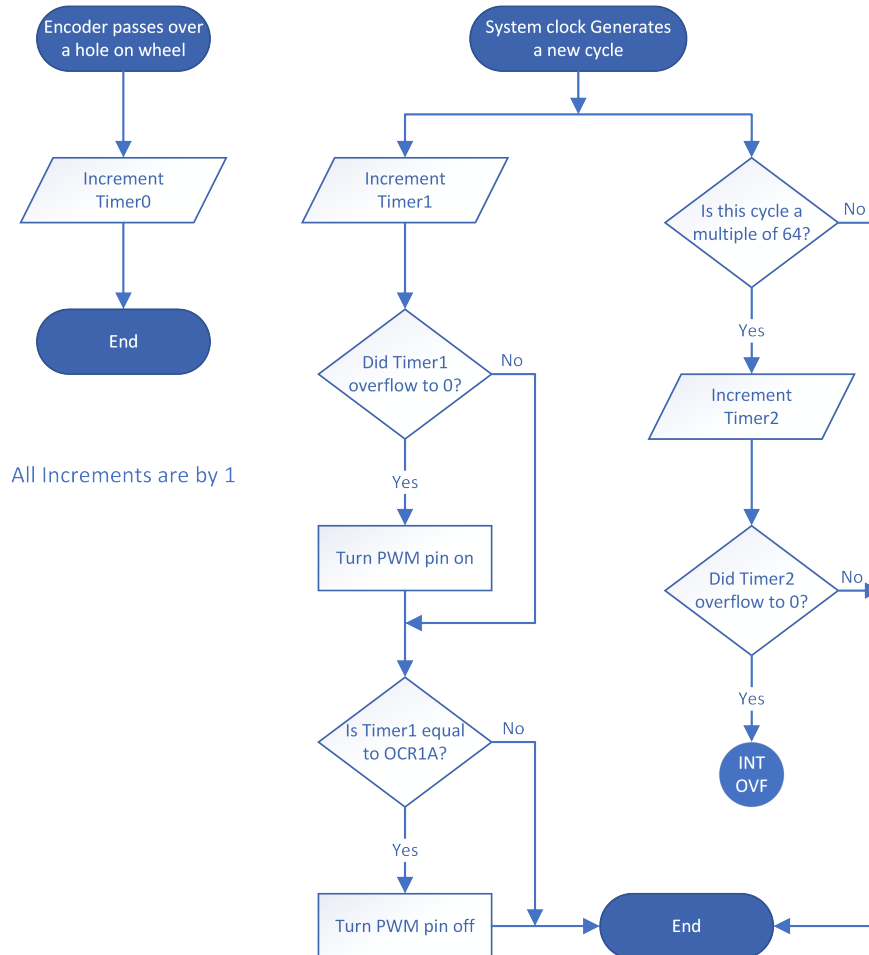 Encoder passes over
a hole on wheel
Increment
Timer0
End
All Increments are by 1
System clock Generates
a new cycle
Increment
Timer1
Did Timer1
overflow to 0?
No
Yes
Turn PWM pin on
Is Timer1 equal
to OCR1A?
No
Yes
Turn PWM pin off
Is this cycle a
multiple of 64?
No
Yes
Increment
Timer2
Did Timer2
overflow to 0?
No
Yes
INT
OVF
End